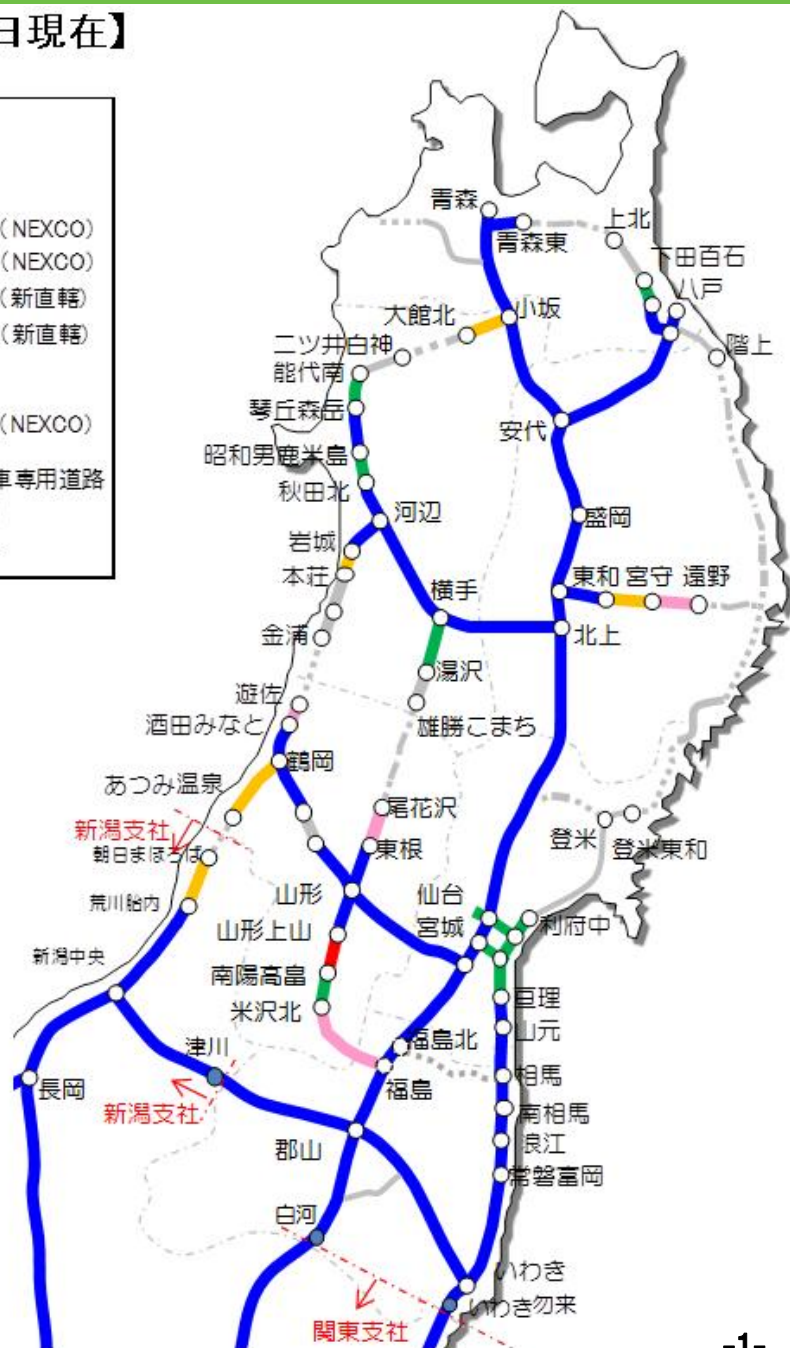 日現在】
（NEXCO）
（NEXCO）
（新直轄）
（新直轄）
（NEXCO）
車専用道路
青森
青森東
上北
下田百石
八戸
大館北
小坂
二ツ井白神
階上
能代南
琴丘森岳
安代
昭和男鹿半島
秋田北
河辺
盛岡
岩城
本荘
横手
東和
宮守
遠野
金浦
北上
湯沢
遊佐
酒田みなと
雄勝こまち
鶴岡
あつみ温泉
尾花沢
新潟支社
朝日まほろば
東根
登米
登米東和
荒川胎内
山形
仙台
宮城
利府中
山形上山
新潟中央
南陽高畠
米沢北
亘理
山元
福島北
津川
相馬
長岡
福島
新潟支社
南相馬
浪江
郡山
常磐富岡
白河
いわき
いわき勿来
関東支社
-1-